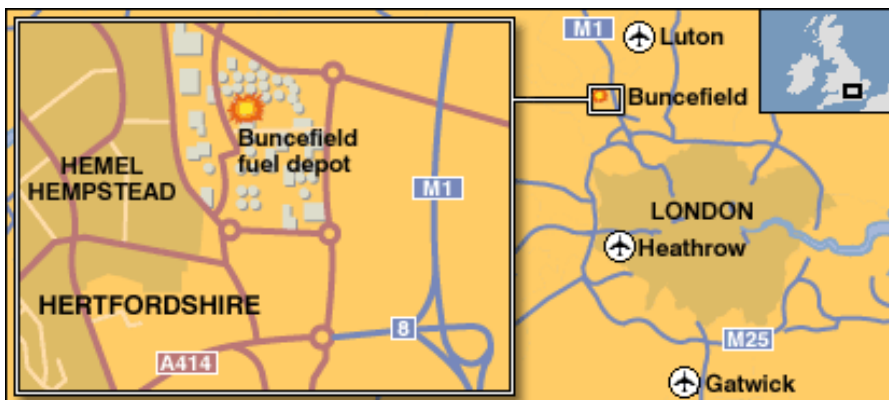 M1
Luton
Buncefield
Buncefield
fuel depot
HEMEL
HEMPSTEAD
M1
LONDON
Heathrow
HERTFORDSHIRE
8
A414
M25
Gatwick